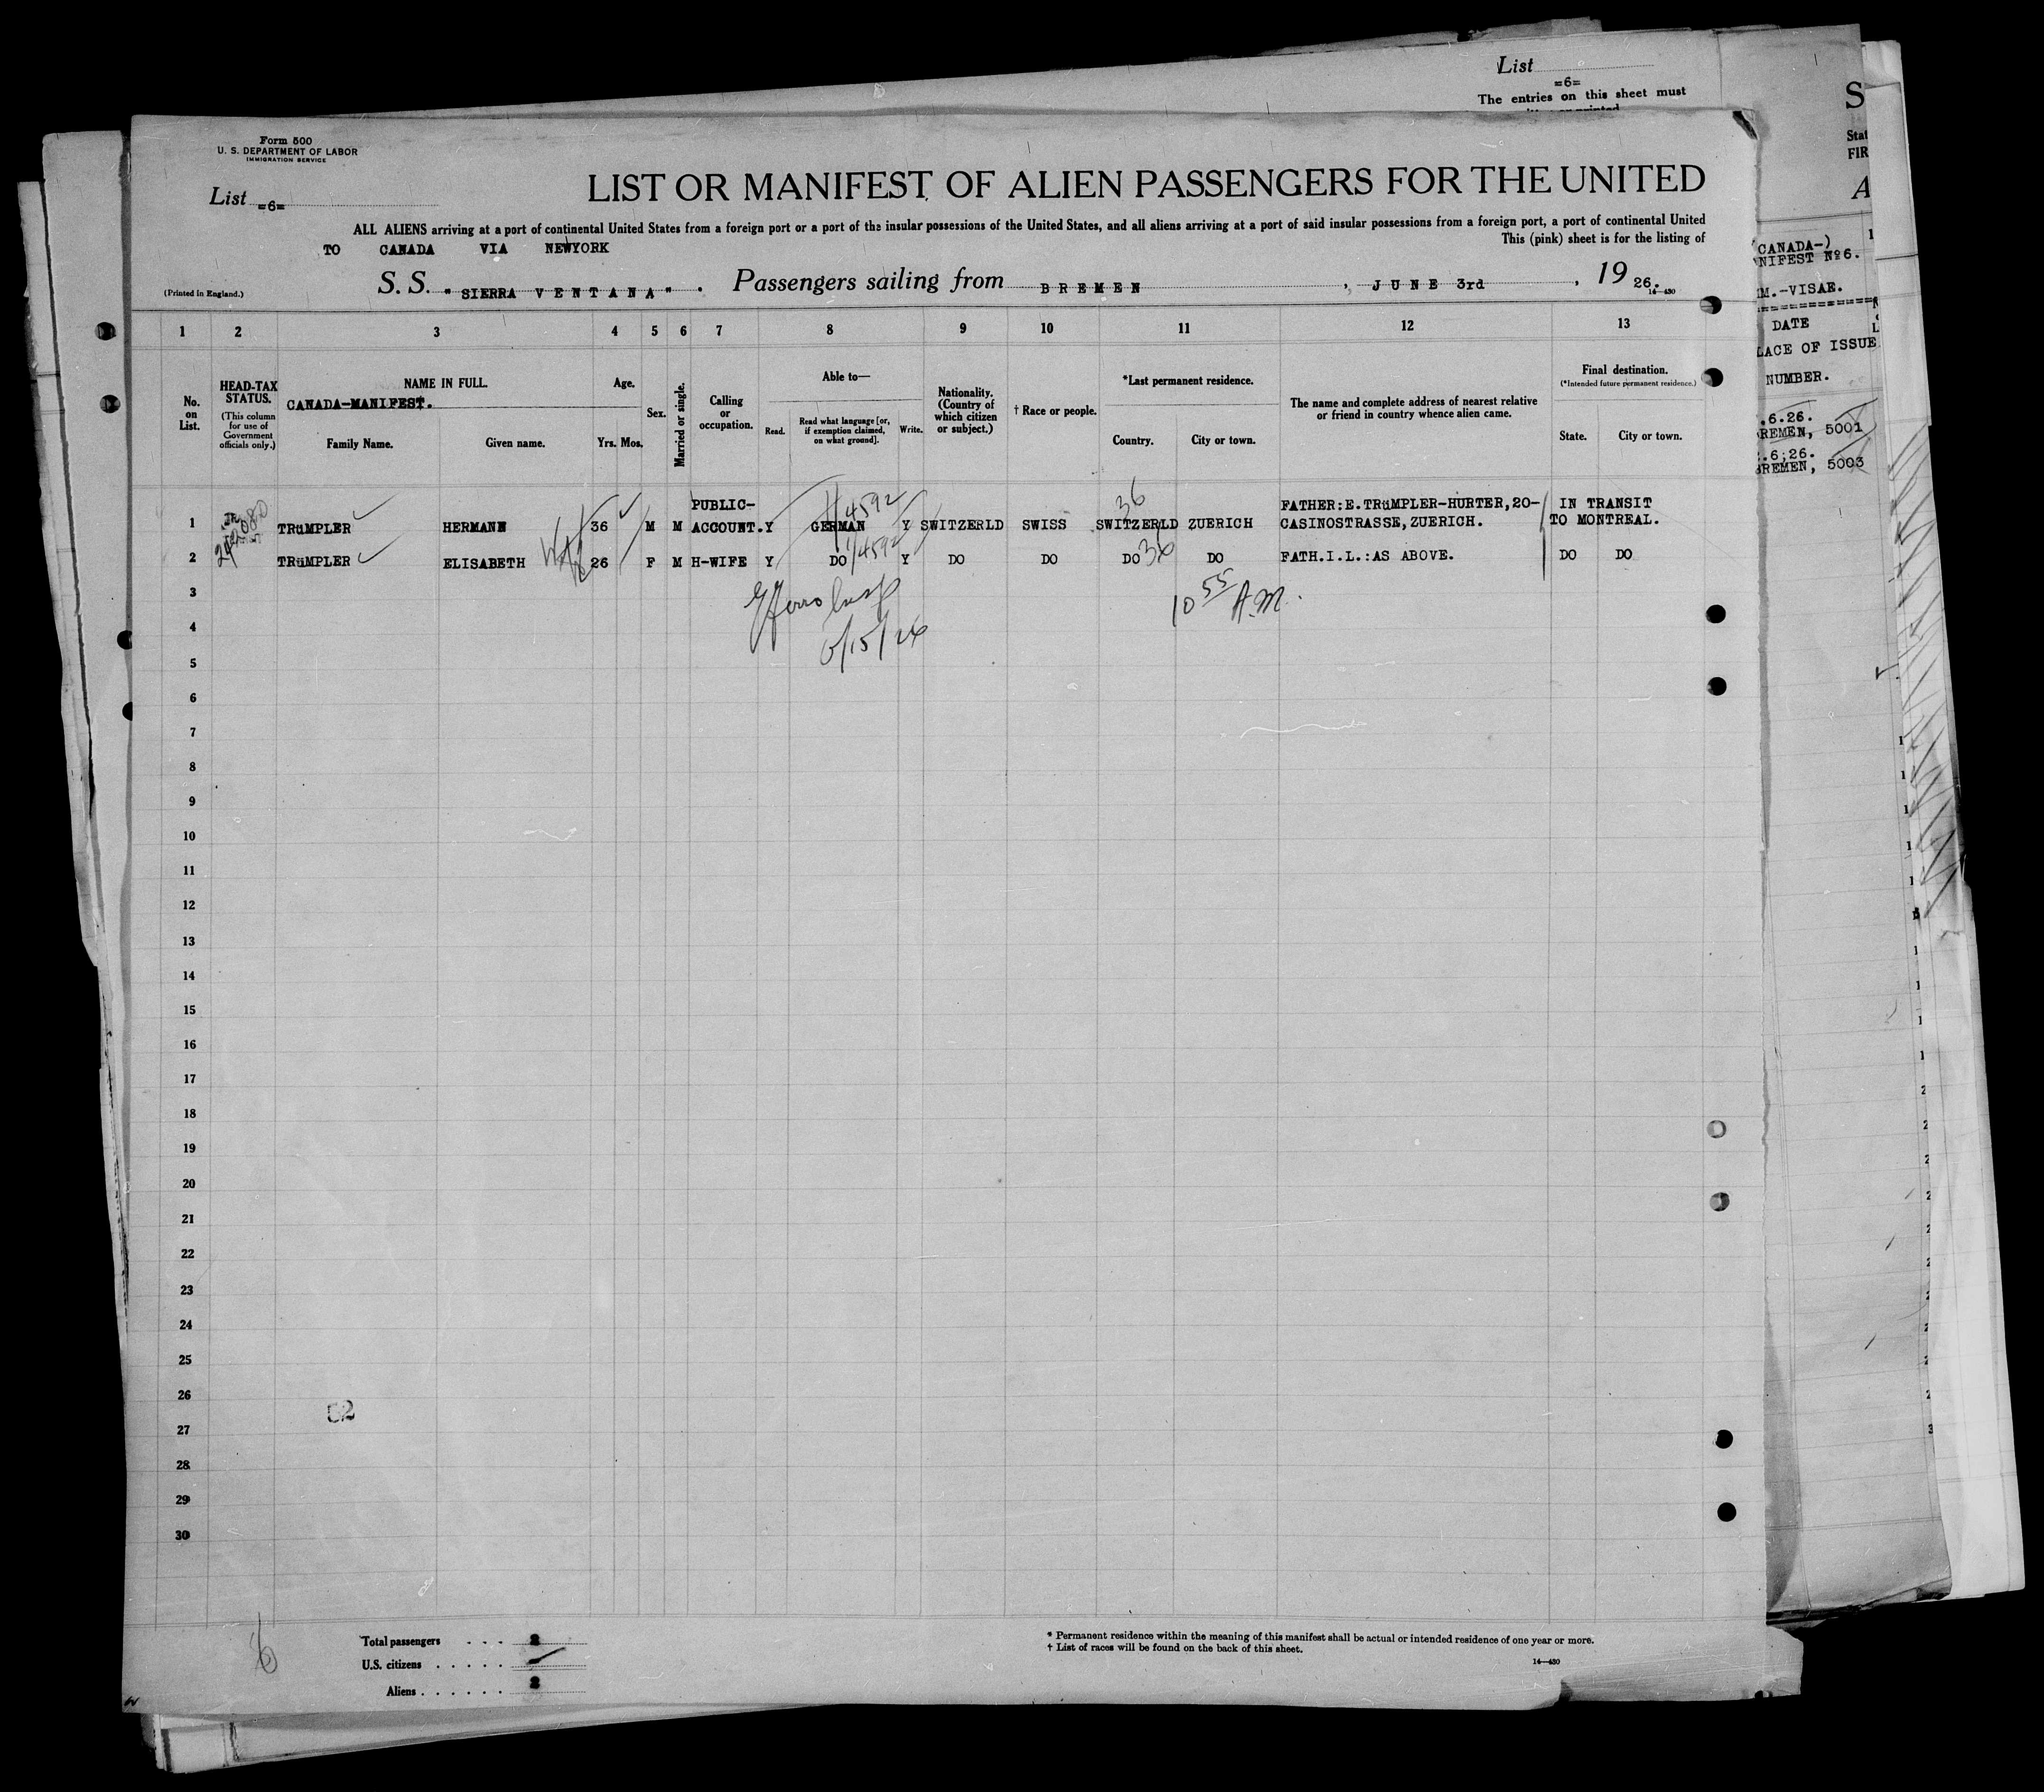 List
=6=
The entries on this sheet must
Form 500
U. S. DEPARTMENT OF LABOR
IMMIGRATION SERVICE
List =6=
LIST OR MANIFEST OF ALIEN PASSENGERS FOR THE UNITED
ALL ALIENS arriving at a port of continental United States from a foreign port or a port of the insular possessions of the United States, and all aliens arriving at a port of said insular possessions from a foreign port, a port of continental United
TO CANADA VIA NEWYORK
This (pink) sheet is for the listing of
(Printed in England.)
S. S. "SIERRA VENTANA". Passengers sailing from BREMEN, JUNE 3rd, 1926.
14—430
1 2 3 4 5 6 7 8 9 10 11 12 13
No. on List.
HEAD-TAX STATUS.
(This column for use of Government officials only.)
NAME IN FULL.
CANADA-MANIFEST.
Family Name. Given name.
Age.
Yrs. Mos.
Sex.
Married or single.
Calling or occupation.
Able to—
Read. Read what language [or, if exemption claimed, on what ground]. Write.
Nationality. (Country of which citizen or subject.)
† Race or people.
*Last permanent residence.
Country. City or town.
The name and complete address of nearest relative or friend in country whence alien came.
Final destination.
(*Intended future permanent residence.)
State. City or town.
PUBLIC- 1/4592 36 FATHER:E.TRüMPLER-HURTER,20- IN TRANSIT
1 TRüMPLER HERMANN 36 M M ACCOUNT. Y GERMAN Y SWITZERLD SWISS SWITZERLD ZUERICH CASINOSTRASSE,ZUERICH. TO MONTREAL.
2 TRüMPLER ELISABETH 26 F M H-WIFE Y DO 1/4592 Y DO DO DO 36 DO FATH.I.L.:AS ABOVE. DO DO
3
10 55 A.M.
4
6/15/26
5
6
7
8
9
10
11
12
13
14
15
16
17
18
19
20
21
22
23
24
25
26
52
27
28
29
30
6
Total passengers . . . 2
U.S. citizens . . . . .
Aliens . . . . . . 2
* Permanent residence within the meaning of this manifest shall be actual or intended residence of one year or more.
† List of races will be found on the back of this sheet.
14—430
S
Stat
FIR
A
CANADA-)
NIFEST Nº6.
M.-VISAE.
DATE
LACE OF ISSUE
NUMBER.
.6.26.
BREMEN, 5001
.6;26.
BREMEN, 5003